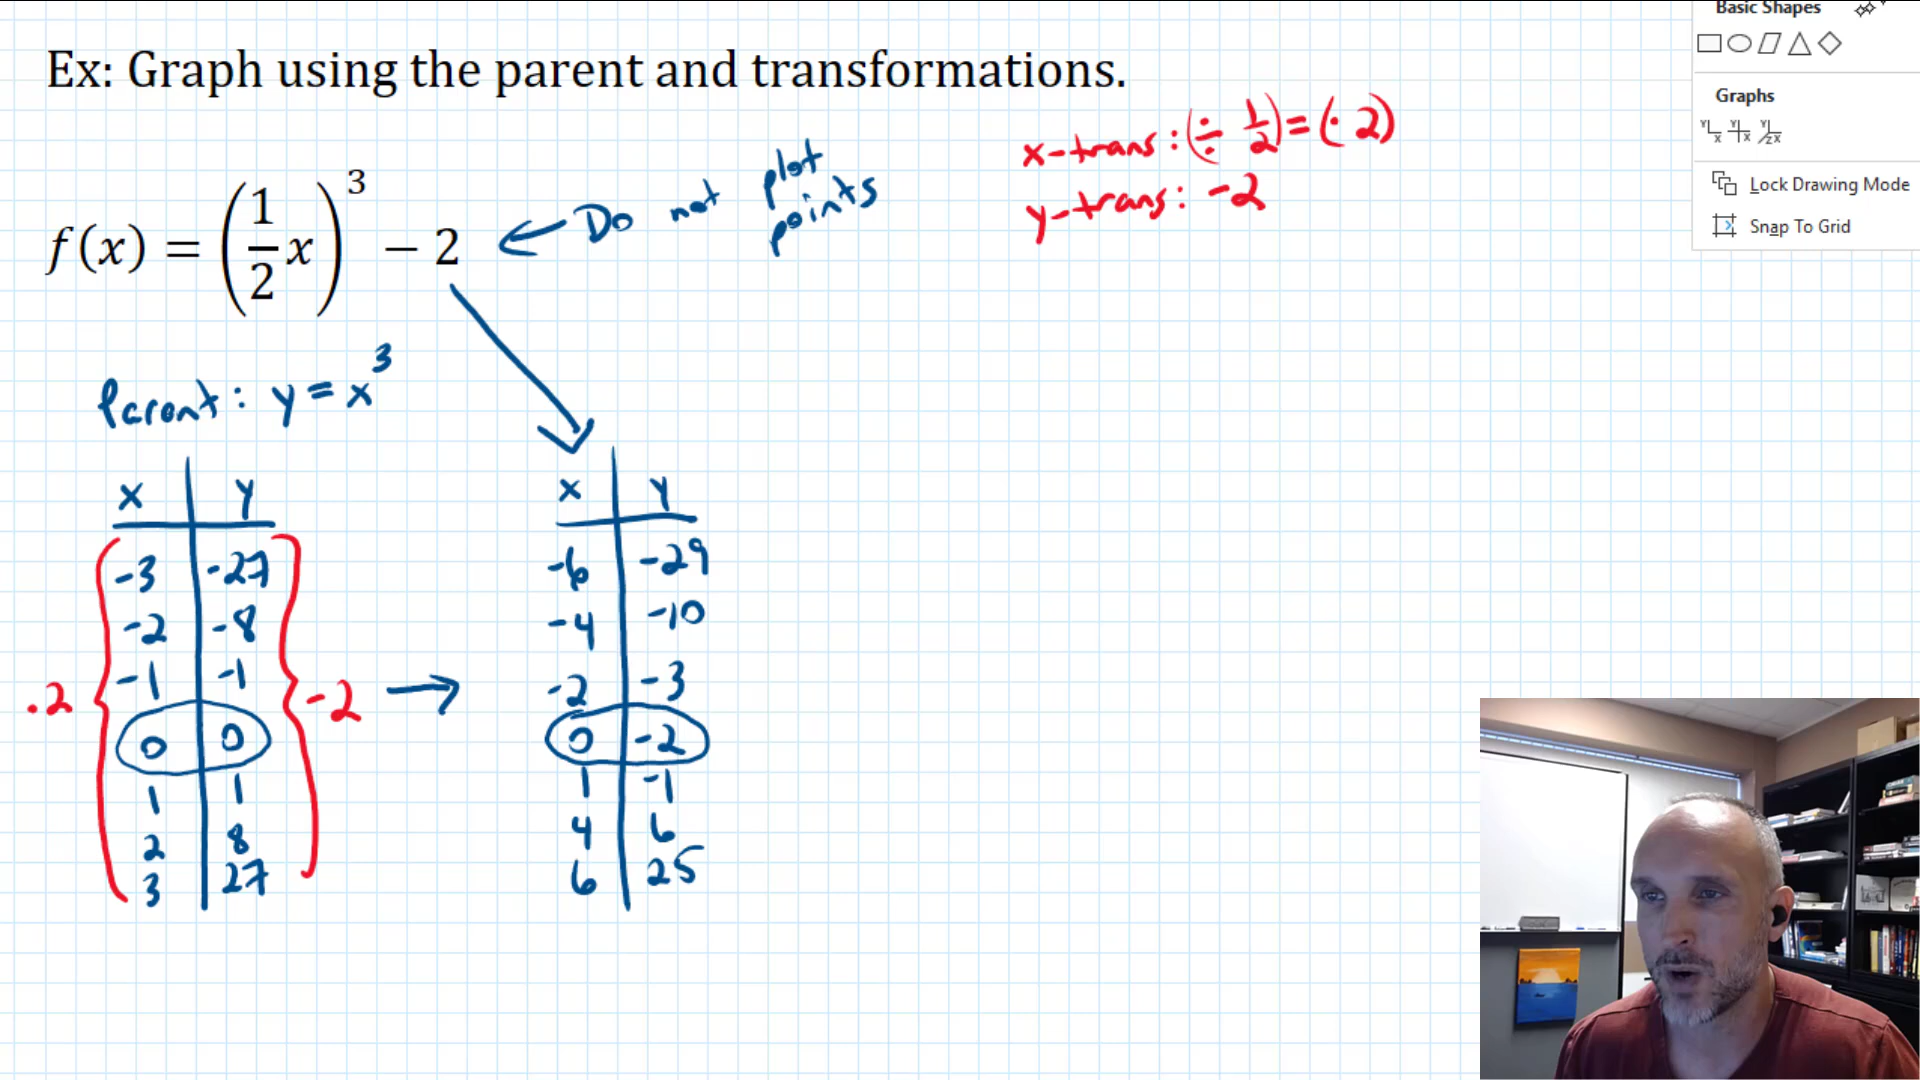 Ex: Graph using the parent and transformations.
x-trans: (÷ 1/2) = (· 2)
y-trans: -2
f(x) = (1/2 x)^3 − 2
Do not plot points
Parent: y = x^3
x y
-3 -27
-2 -8
-1 -1
0 0
1 1
2 8
3 27
·2
-2
x y
-6 -29
-4 -10
-2 -3
0 -2
1 -1
4 6
6 25
Basic Shapes
Graphs
Lock Drawing Mode
Snap To Grid